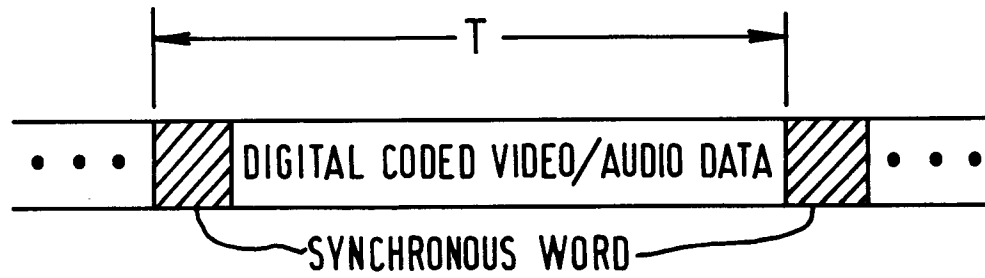 T
DIGITAL CODED VIDEO/AUDIO DATA
SYNCHRONOUS WORD